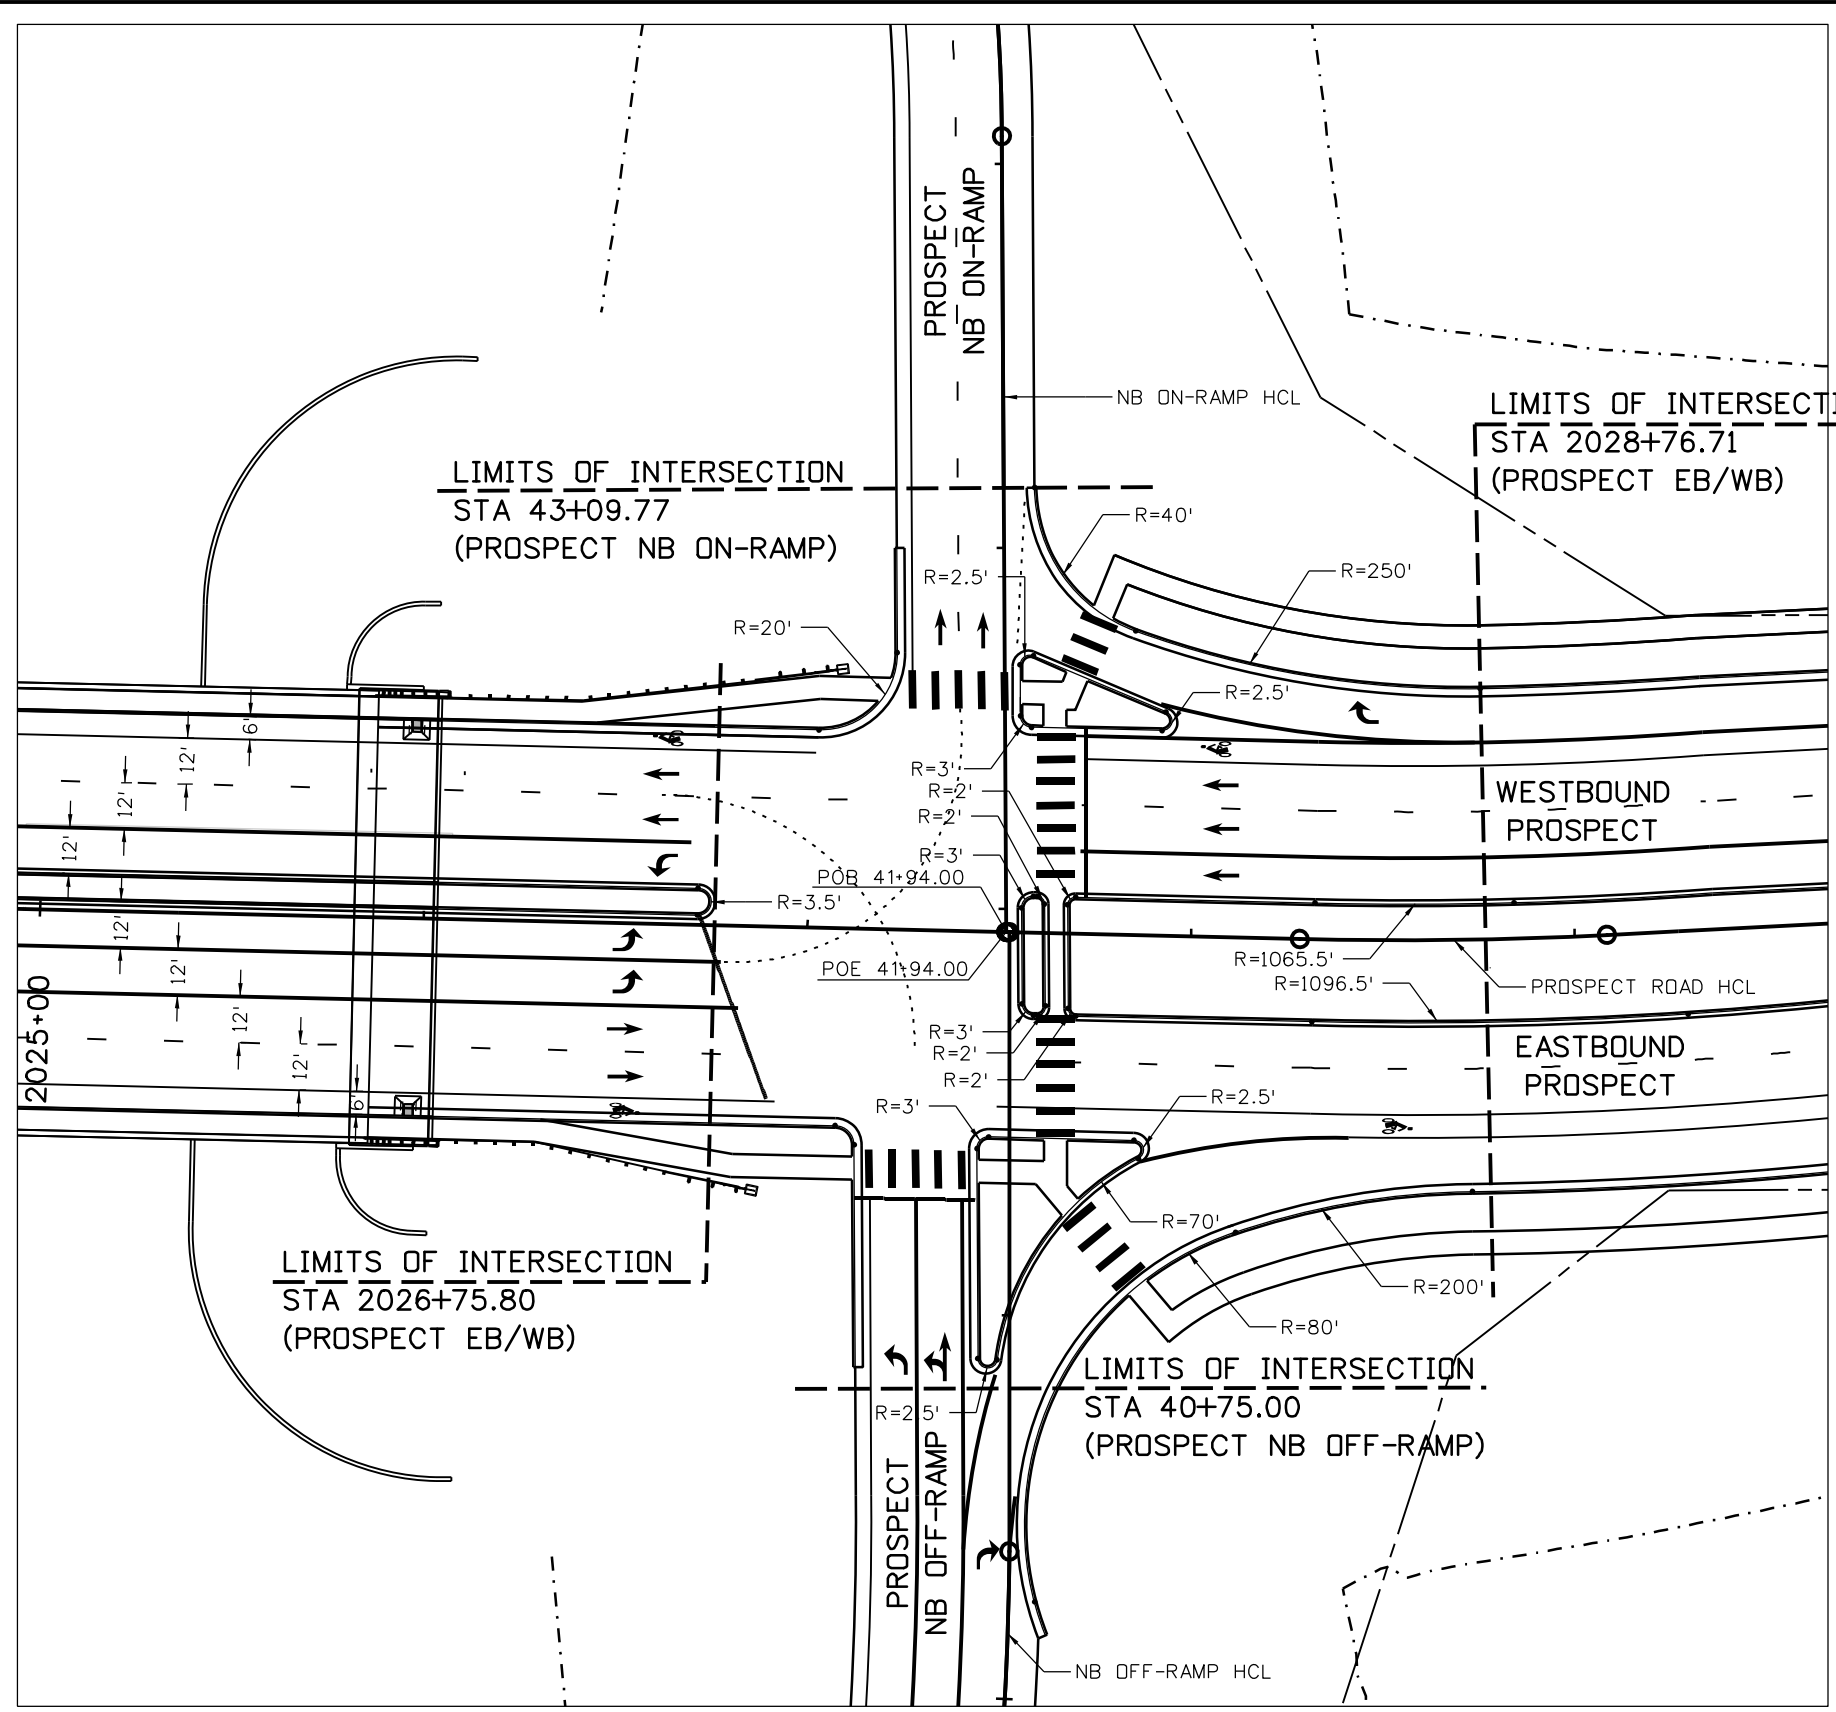 PROSPECT
NB ON-RAMP
NB ON-RAMP HCL
LIMITS OF INTERSECTI
STA 2028+76.71
(PROSPECT EB/WB)
LIMITS OF INTERSECTION
STA 43+09.77
(PROSPECT NB ON-RAMP)
R=40'
R=2.5'
R=250'
R=20'
R=2.5'
6'
12'
12'
12'
R=3'
R=2'
R=2'
R=3'
WESTBOUND
PROSPECT
POB 41+94.00
R=3.5'
12'
12'
12'
12'
6'
2025+00
POE 41+94.00
R=1065.5'
R=1096.5'
PROSPECT ROAD HCL
R=3'
R=2'
R=2'
EASTBOUND
PROSPECT
R=3'
R=2.5'
R=70'
R=200'
R=80'
LIMITS OF INTERSECTION
STA 2026+75.80
(PROSPECT EB/WB)
LIMITS OF INTERSECTION
STA 40+75.00
(PROSPECT NB OFF-RAMP)
R=2.5'
PROSPECT
NB OFF-RAMP
NB OFF-RAMP HCL